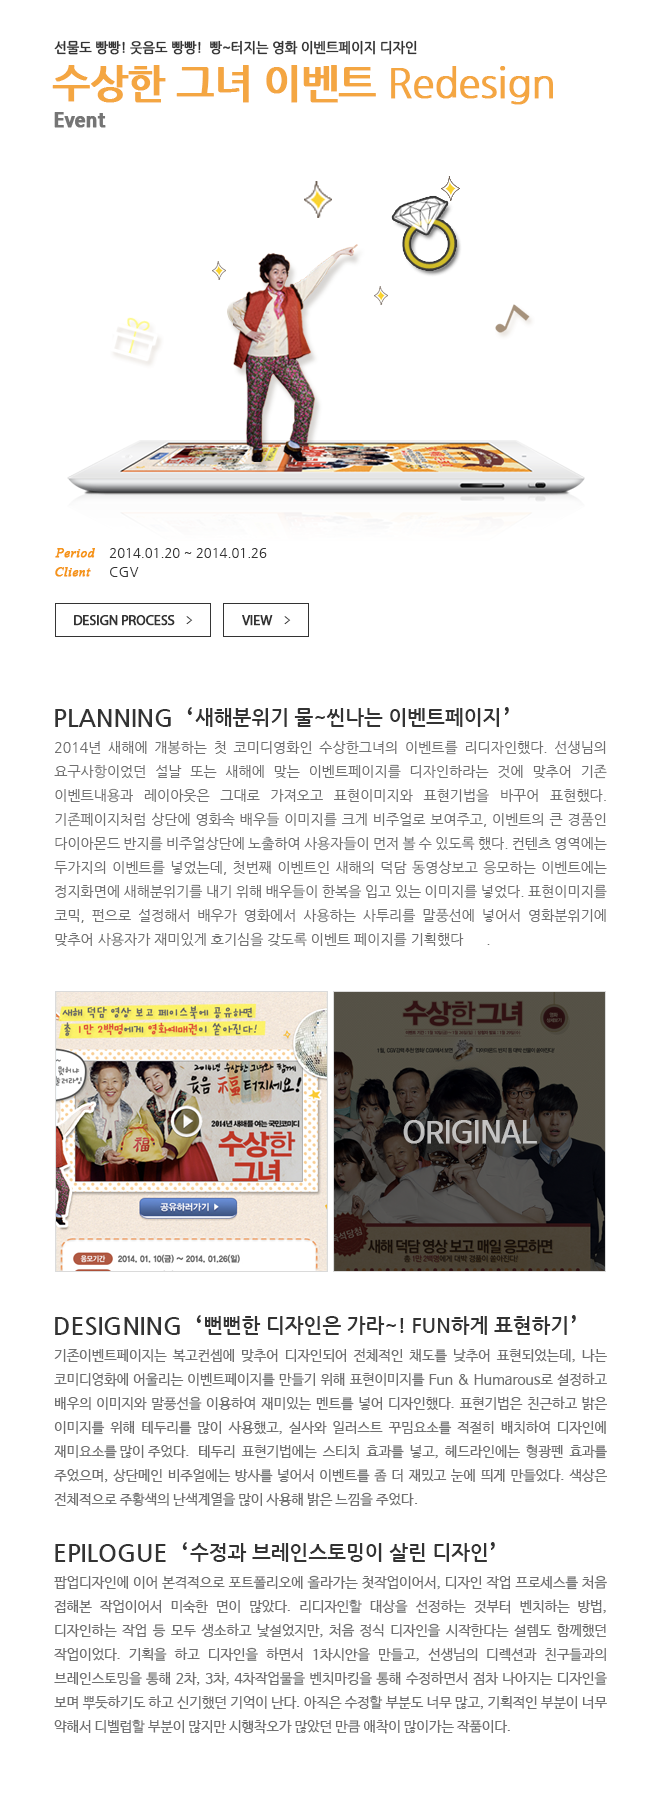 선물도 빵빵! 웃음도 빵빵! 빵~터지는 영화 이벤트페이지 디자인
수상한 그녀 이벤트 Redesign
Event
Period 2014.01.20 ~ 2014.01.26
Client CGV
DESIGN PROCESS >
VIEW >
PLANNING ‘새해분위기 물~씬나는 이벤트페이지’
2014년 새해에 개봉하는 첫 코미디영화인 수상한그녀의 이벤트를 리디자인했다. 선생님의
요구사항이었던 설날 또는 새해에 맞는 이벤트페이지를 디자인하라는 것에 맞추어 기존
이벤트내용과 레이아웃은 그대로 가져오고 표현이미지와 표현기법을 바꾸어 표현했다.
기존페이지처럼 상단에 영화속 배우들 이미지를 크게 비주얼로 보여주고, 이벤트의 큰 경품인
다이아몬드 반지를 비주얼상단에 노출하여 사용자들이 먼저 볼 수 있도록 했다. 컨텐츠 영역에는
두가지의 이벤트를 넣었는데, 첫번째 이벤트인 새해의 덕담 동영상보고 응모하는 이벤트에는
정지화면에 새해분위기를 내기 위해 배우들이 한복을 입고 있는 이미지를 넣었다. 표현이미지를
코믹, 펀으로 설정해서 배우가 영화에서 사용하는 사투리를 말풍선에 넣어서 영화분위기에
맞추어 사용자가 재미있게 호기심을 갖도록 이벤트 페이지를 기획했다 .
새해 덕담 영상 보고 페이스북에 공유하면
총 1만 2백명에게 영화예매권이 쏟아진다!
2014년 수상한 그녀와 함께
웃음 福 터지세요!
福
2014년 새해를 여는 국민코미디
수상한
그녀
공유하러가기
응모기간 2014. 01. 10(금) ~ 2014. 01.26(일)
수상한그녀
ORIGINAL
새해 덕담 영상 보고 매일 응모하면
총 1만 2백명에게 대박 경품이 쏟아진다!
DESIGNING ‘뻔뻔한 디자인은 가라~! FUN하게 표현하기’
기존이벤트페이지는 복고컨셉에 맞추어 디자인되어 전체적인 채도를 낮추어 표현되었는데, 나는
코미디영화에 어울리는 이벤트페이지를 만들기 위해 표현이미지를 Fun & Humarous로 설정하고
배우의 이미지와 말풍선을 이용하여 재미있는 멘트를 넣어 디자인했다. 표현기법은 친근하고 밝은
이미지를 위해 테두리를 많이 사용했고, 실사와 일러스트 꾸밈요소를 적절히 배치하여 디자인에
재미요소를 많이 주었다. 테두리 표현기법에는 스티치 효과를 넣고, 헤드라인에는 형광펜 효과를
주었으며, 상단메인 비주얼에는 방사를 넣어서 이벤트를 좀 더 재밌고 눈에 띄게 만들었다. 색상은
전체적으로 주황색의 난색계열을 많이 사용해 밝은 느낌을 주었다.
EPILOGUE ‘수정과 브레인스토밍이 살린 디자인’
팝업디자인에 이어 본격적으로 포트폴리오에 올라가는 첫작업이어서, 디자인 작업 프로세스를 처음
접해본 작업이어서 미숙한 면이 많았다. 리디자인할 대상을 선정하는 것부터 벤치하는 방법,
디자인하는 작업 등 모두 생소하고 낯설었지만, 처음 정식 디자인을 시작한다는 설렘도 함께했던
작업이었다. 기획을 하고 디자인을 하면서 1차시안을 만들고, 선생님의 디렉션과 친구들과의
브레인스토밍을 통해 2차, 3차, 4차작업물을 벤치마킹을 통해 수정하면서 점차 나아지는 디자인을
보며 뿌듯하기도 하고 신기했던 기억이 난다. 아직은 수정할 부분도 너무 많고, 기획적인 부분이 너무
약해서 디벨럽할 부분이 많지만 시행착오가 많았던 만큼 애착이 많이가는 작품이다.